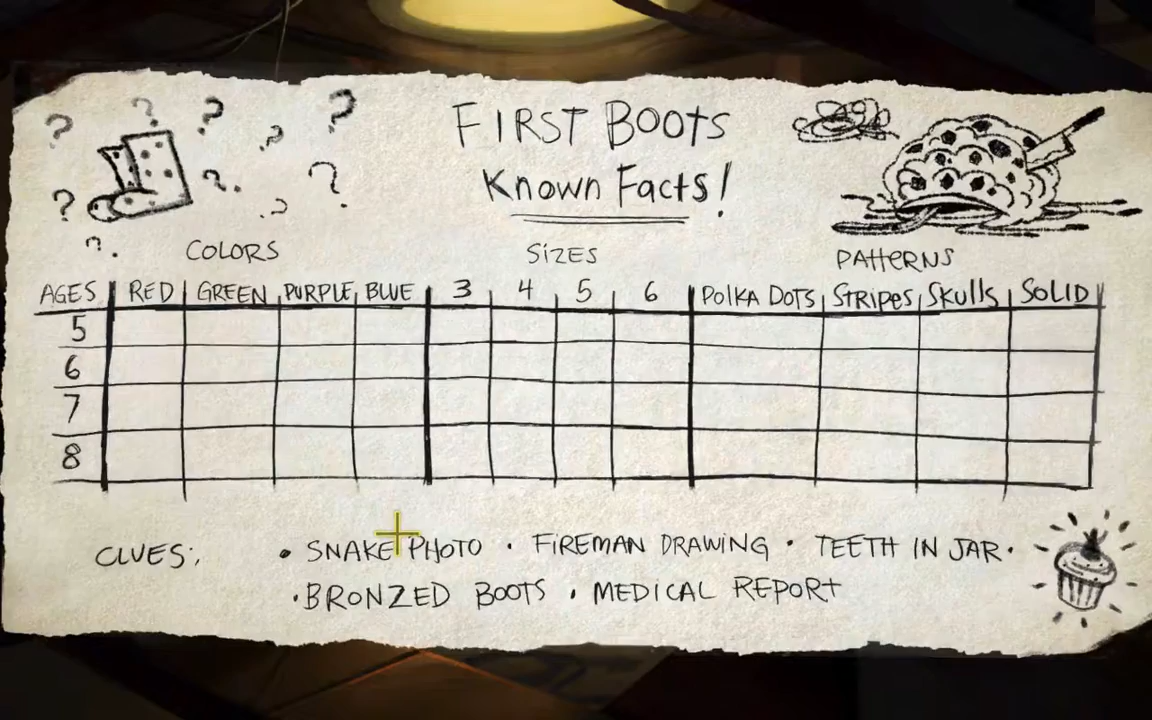 FIRST BOOTS
Known FACTS!
COLORS SIZES PATTERNS
AGES RED GREEN PURPLE BLUE 3 4 5 6 POLKA DOTS STRIPES SKULLS SOLID
5
6
7
8
CLUES: • SNAKE PHOTO • FIREMAN DRAWING • TEETH IN JAR •
• BRONZED BOOTS • MEDICAL REPORT